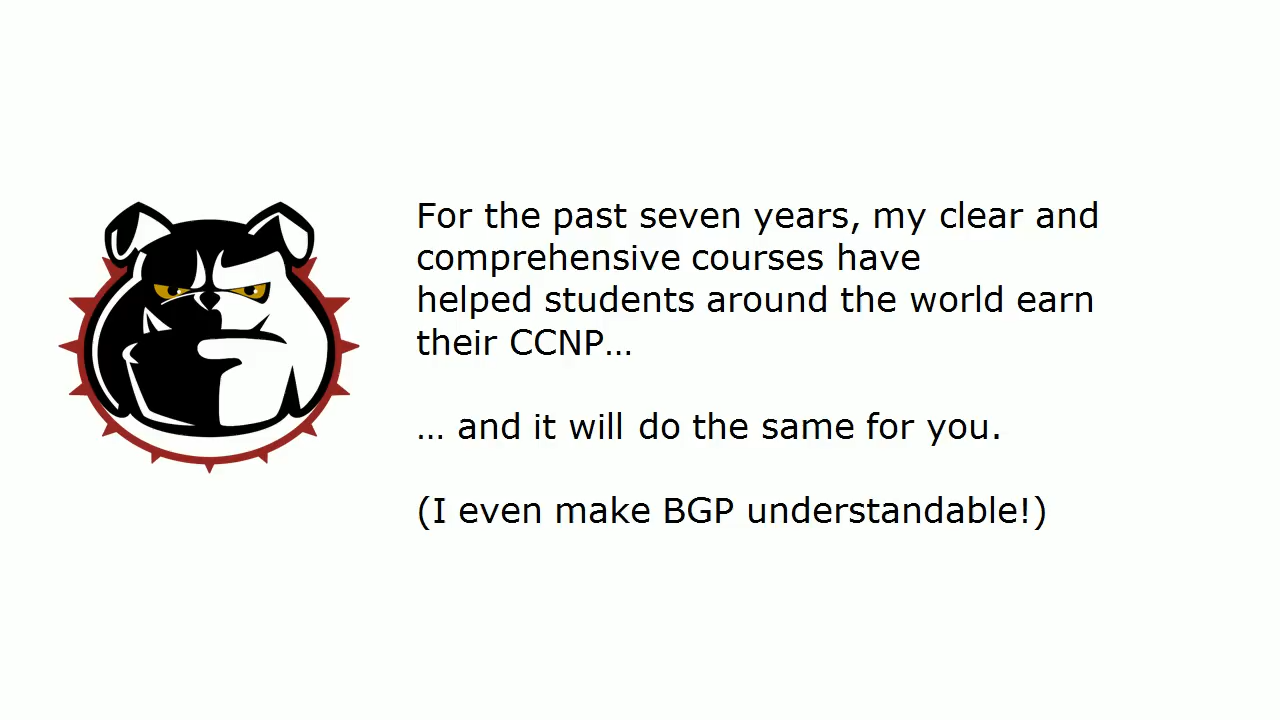 For the past seven years, my clear and
comprehensive courses have
helped students around the world earn
their CCNP…
… and it will do the same for you.
(I even make BGP understandable!)